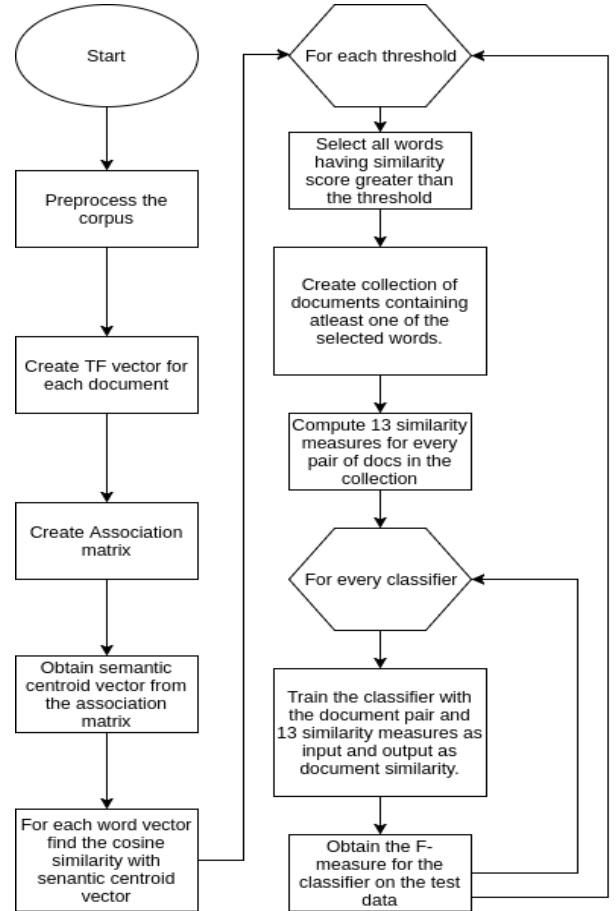 Start
Preprocess the
corpus
Create TF vector for
each document
Create Association
matrix
Obtain semantic
centroid vector from
the association
matrix
For each word vector
find the cosine
similarity with
senantic centroid
vector
For each threshold
Select all words
having similarity
score greater than
the threshold
Create collection of
documents containing
atleast one of the
selected words.
Compute 13 similarity
measures for every
pair of docs in the
collection
For every classifier
Train the classifier with
the document pair and
13 similarity measures as
input and output as
document similarity.
Obtain the F-
measure for the
classifier on the test
data